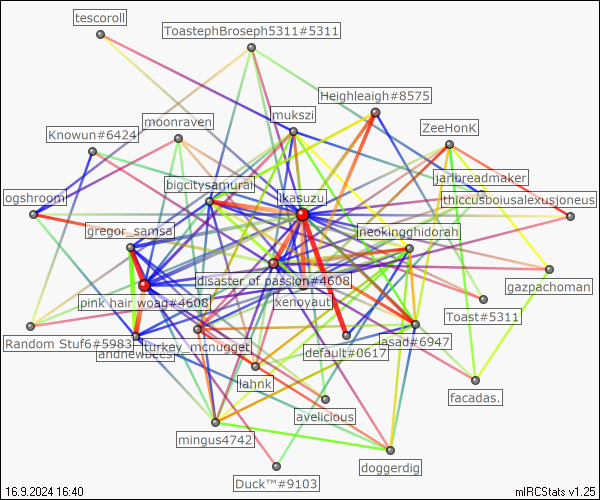 tescoroll
ToastephBroseph5311#5311
Heighleaigh#8575
mukszi
moonraven
ZeeHonK
Knowun#6424
jarlbreadmaker
bigcitysamurai
ikasuzu
ogshroom
thiccusboiusalexusjoneus
gregor_samsa
neokingghidorah
disaster of passion#4608
gazpachoman
pink hair woag#4608
xenoyaut
Toast#5311
Random Stuf6#5983
turkey_mcnugget
lasad#6947
andnewbees
default#0617
lahnk
facadas.
avelicious
mingus4742
doggerdig
Duck™#9103
16.9.2024 16:40
mIRCStats v1.25